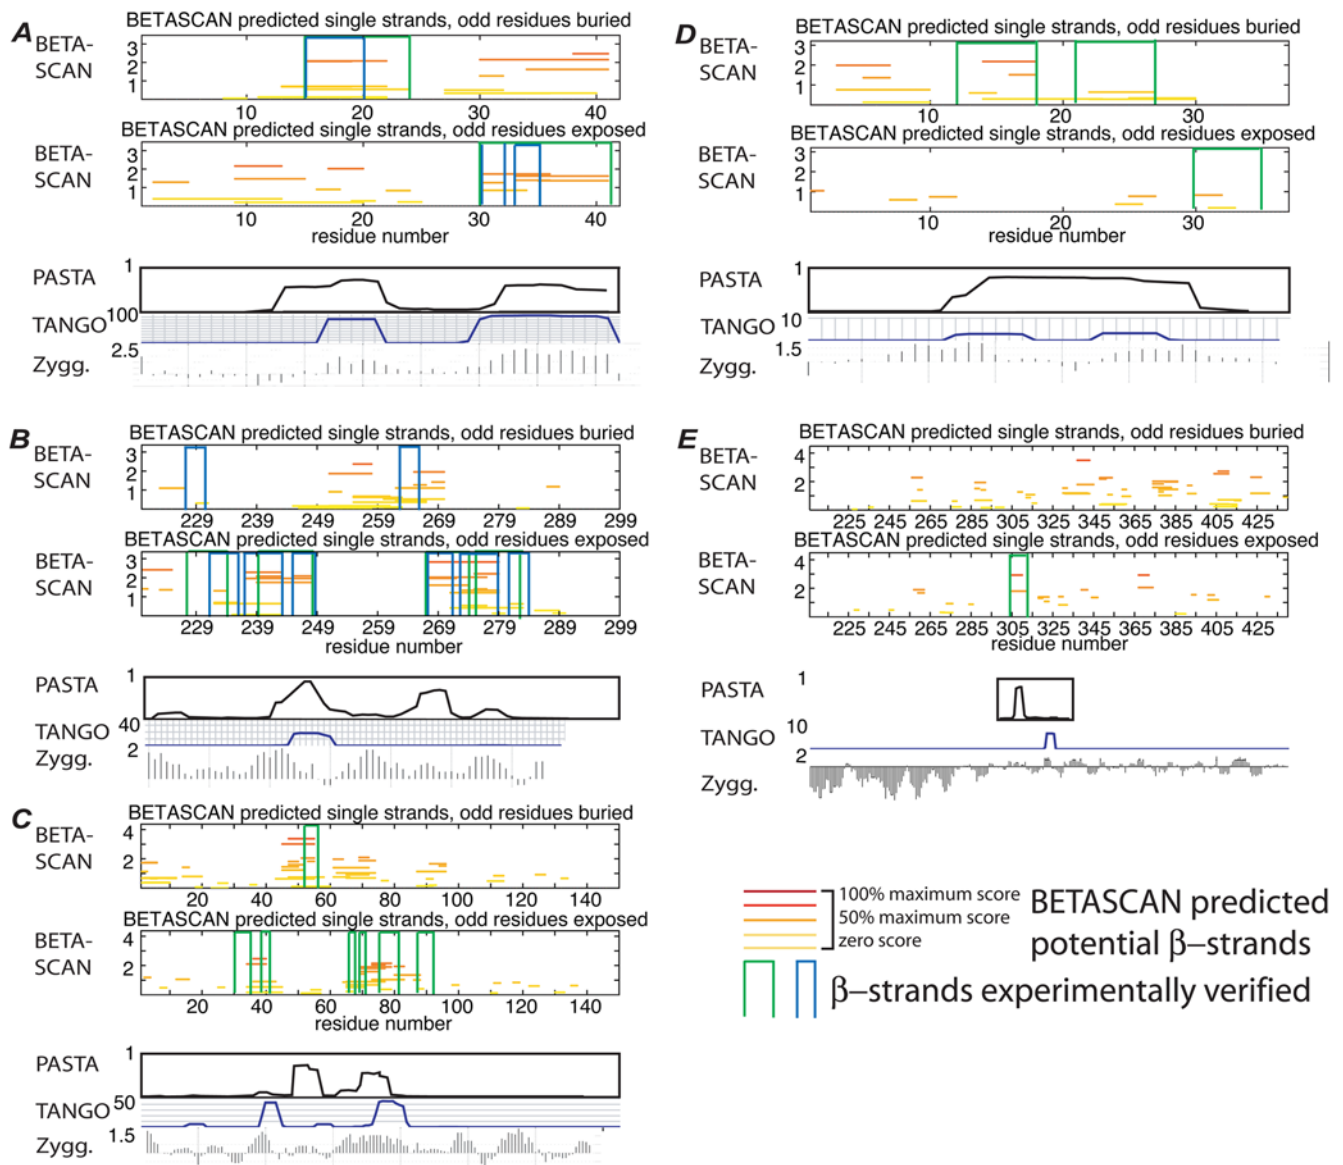 A
BETASCAN predicted single strands, odd residues buried
BETA-
SCAN
3
2
1
10 20 30 40
BETASCAN predicted single strands, odd residues exposed
BETA-
SCAN
3
2
1
10 20 30 40
residue number
PASTA
1
TANGO
100
Zygg.
2.5
B
BETASCAN predicted single strands, odd residues buried
BETA-
SCAN
3
2
1
229 239 249 259 269 279 289 299
BETASCAN predicted single strands, odd residues exposed
BETA-
SCAN
3
2
1
229 239 249 259 269 279 289 299
residue number
PASTA
1
TANGO
40
Zygg.
2
C
BETASCAN predicted single strands, odd residues buried
BETA-
SCAN
4
2
20 40 60 80 100 120 140
BETASCAN predicted single strands, odd residues exposed
BETA-
SCAN
4
2
20 40 60 80 100 120 140
residue number
PASTA
1
TANGO
50
Zygg.
1.5
D
BETASCAN predicted single strands, odd residues buried
BETA-
SCAN
3
2
1
10 20 30
BETASCAN predicted single strands, odd residues exposed
BETA-
SCAN
3
2
1
10 20 30
residue number
PASTA
1
TANGO
10
Zygg.
1.5
E
BETASCAN predicted single strands, odd residues buried
BETA-
SCAN
4
2
225 245 265 285 305 325 345 365 385 405 425
BETASCAN predicted single strands, odd residues exposed
BETA-
SCAN
4
2
225 245 265 285 305 325 345 365 385 405 425
residue number
PASTA
1
TANGO
10
Zygg.
2
100% maximum score
50% maximum score
zero score
BETASCAN predicted
potential β–strands
β–strands experimentally verified